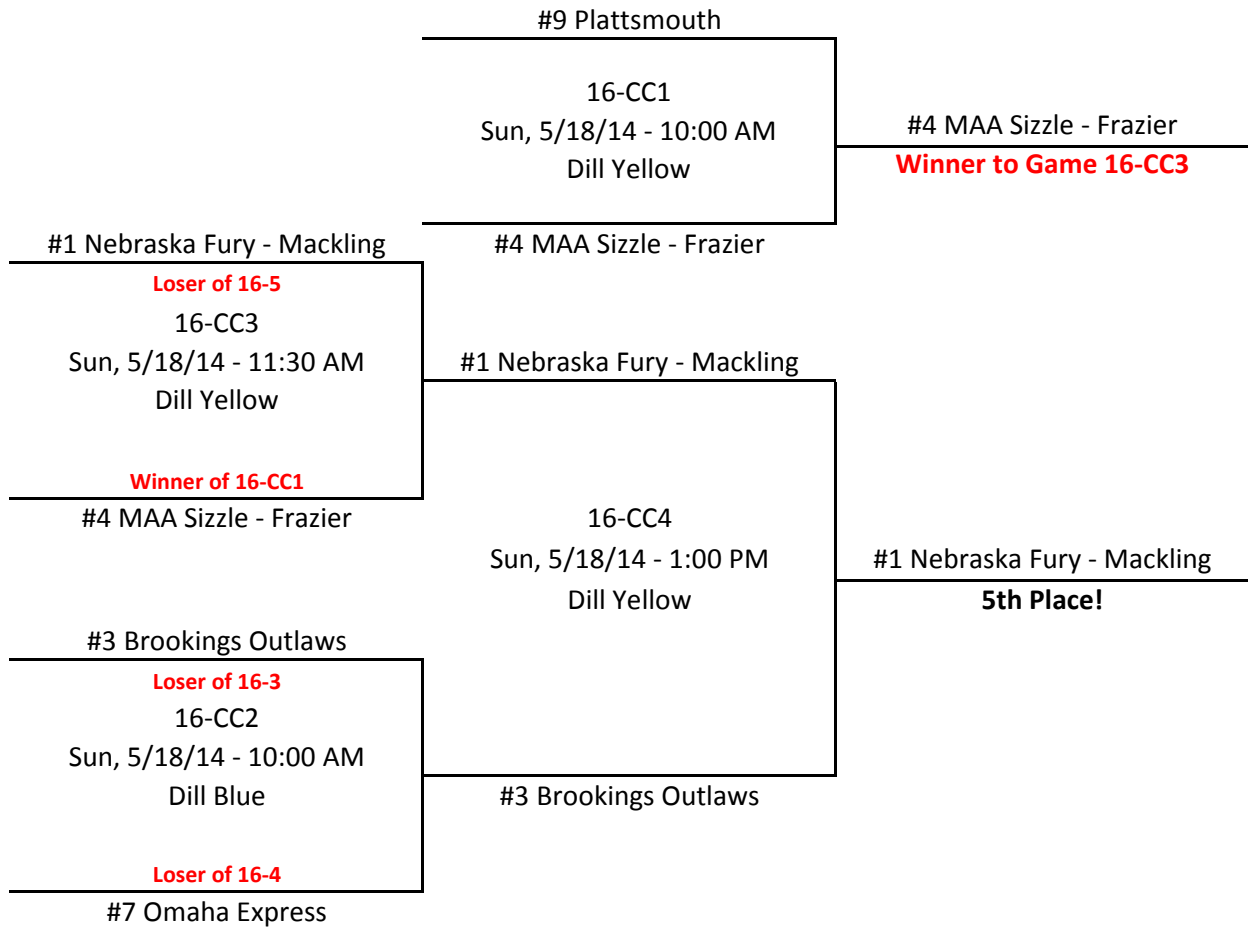 #9 Plattsmouth
16-CC1
Sun, 5/18/14 - 10:00 AM
Dill Yellow
#4 MAA Sizzle - Frazier
#4 MAA Sizzle - Frazier
Winner to Game 16-CC3
#1 Nebraska Fury - Mackling
Loser of 16-5
16-CC3
Sun, 5/18/14 - 11:30 AM
Dill Yellow
Winner of 16-CC1
#4 MAA Sizzle - Frazier
#1 Nebraska Fury - Mackling
16-CC4
Sun, 5/18/14 - 1:00 PM
Dill Yellow
#3 Brookings Outlaws
#1 Nebraska Fury - Mackling
5th Place!
#3 Brookings Outlaws
Loser of 16-3
16-CC2
Sun, 5/18/14 - 10:00 AM
Dill Blue
Loser of 16-4
#7 Omaha Express